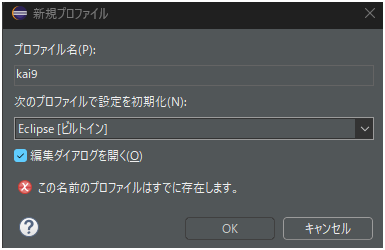 新規プロファイル
プロファイル名(P):
kai9
次のプロファイルで設定を初期化(N):
Eclipse [ビルトイン]
編集ダイアログを開く(O)
この名前のプロファイルはすでに存在します。
?
OK
キャンセル